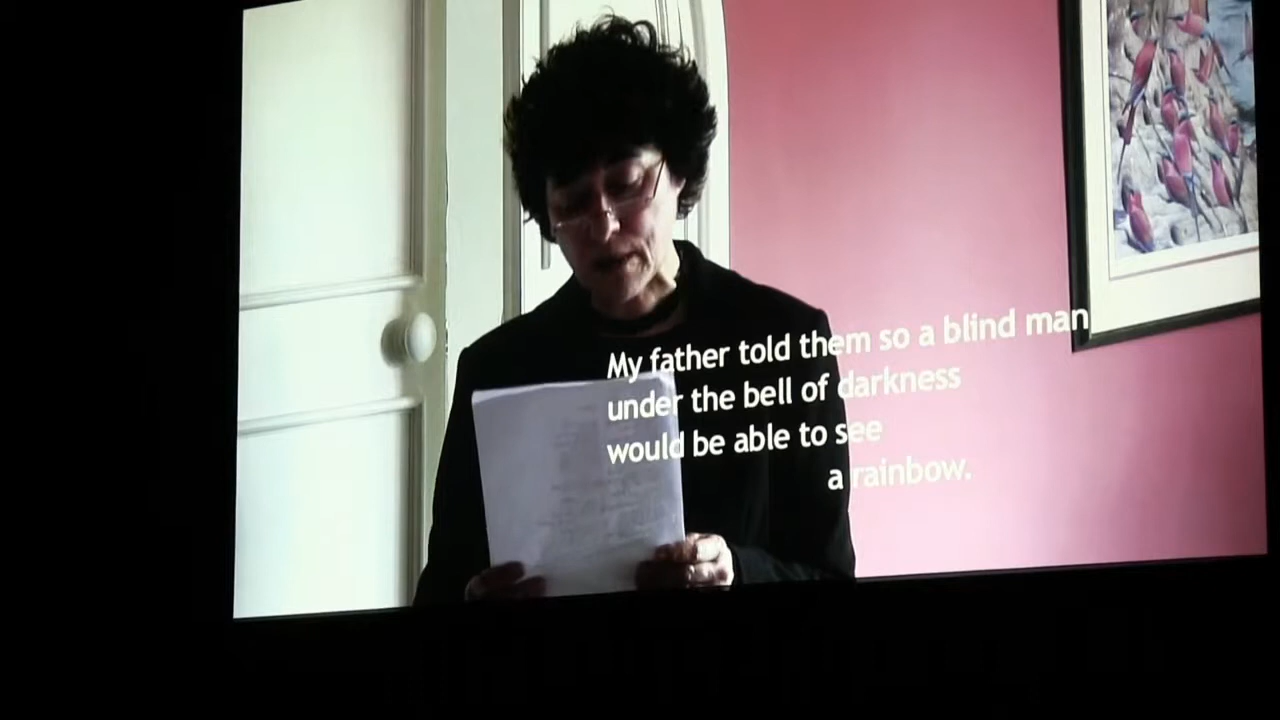 My father told them so a blind man
under the bell of darkness
would be able to see
a rainbow.